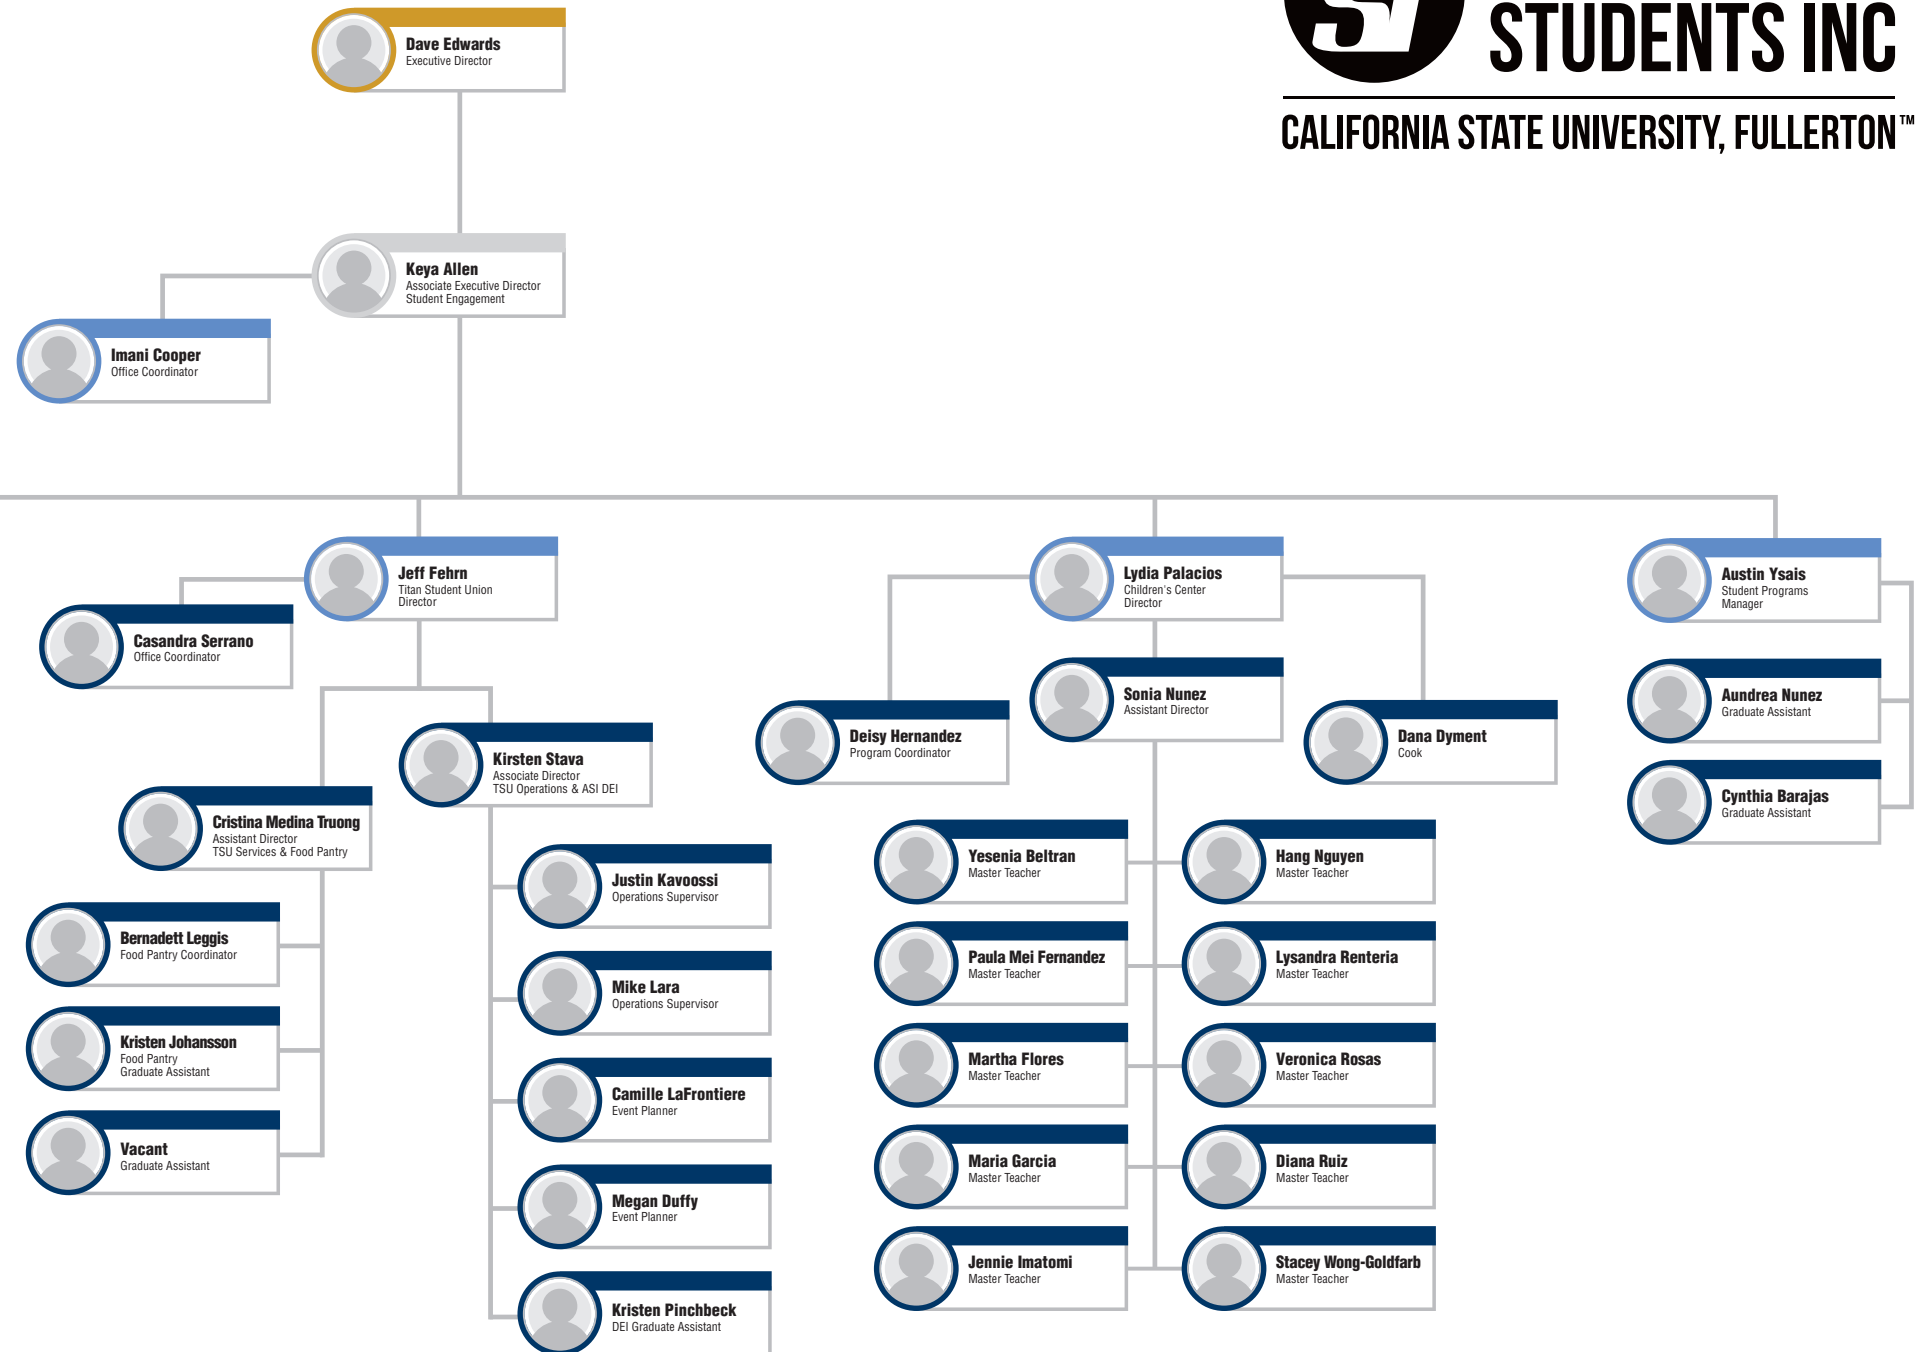 STUDENTS INC
CALIFORNIA STATE UNIVERSITY, FULLERTON™
Dave Edwards
Executive Director
Keya Allen
Associate Executive Director
Student Engagement
Imani Cooper
Office Coordinator
Jeff Fehrn
Titan Student Union
Director
Casandra Serrano
Office Coordinator
Kirsten Stava
Associate Director
TSU Operations & ASI DEI
Cristina Medina Truong
Assistant Director
TSU Services & Food Pantry
Bernadett Leggis
Food Pantry Coordinator
Kristen Johansson
Food Pantry
Graduate Assistant
Vacant
Graduate Assistant
Justin Kavoossi
Operations Supervisor
Mike Lara
Operations Supervisor
Camille LaFrontiere
Event Planner
Megan Duffy
Event Planner
Kristen Pinchbeck
DEI Graduate Assistant
Lydia Palacios
Children's Center
Director
Deisy Hernandez
Program Coordinator
Sonia Nunez
Assistant Director
Dana Dyment
Cook
Yesenia Beltran
Master Teacher
Hang Nguyen
Master Teacher
Paula Mei Fernandez
Master Teacher
Lysandra Renteria
Master Teacher
Martha Flores
Master Teacher
Veronica Rosas
Master Teacher
Maria Garcia
Master Teacher
Diana Ruiz
Master Teacher
Jennie Imatomi
Master Teacher
Stacey Wong-Goldfarb
Master Teacher
Austin Ysais
Student Programs
Manager
Aundrea Nunez
Graduate Assistant
Cynthia Barajas
Graduate Assistant